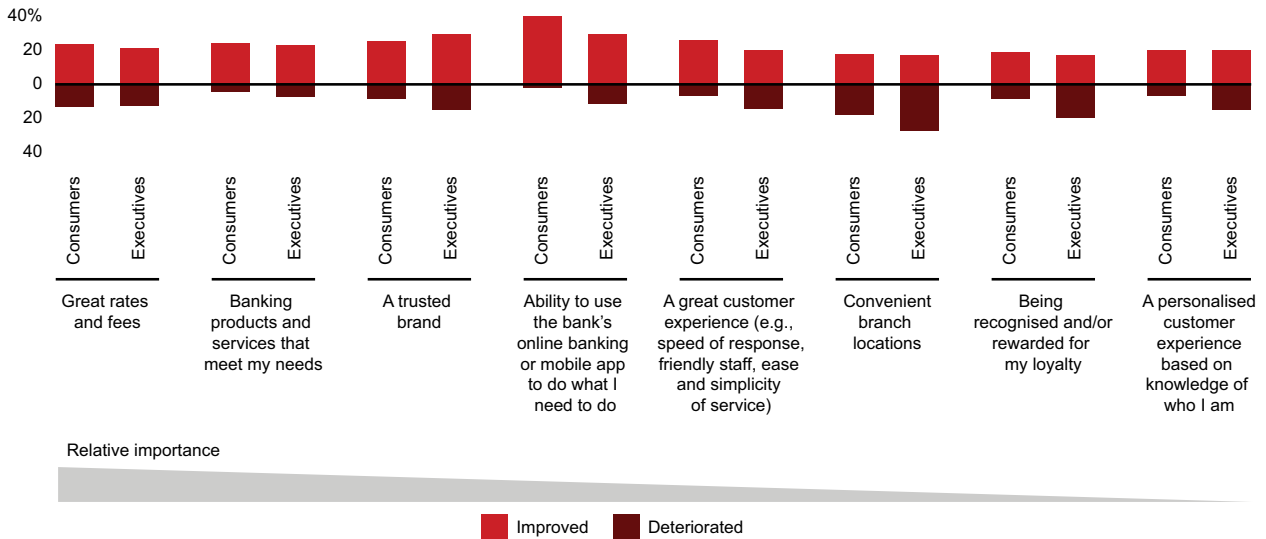 40%
20
0
20
40
Consumers
Executives
Consumers
Executives
Consumers
Executives
Consumers
Executives
Consumers
Executives
Consumers
Executives
Consumers
Executives
Consumers
Executives
Great rates
and fees
Banking
products and
services that
meet my needs
A trusted
brand
Ability to use
the bank's
online banking
or mobile app
to do what I
need to do
A great customer
experience (e.g.,
speed of response,
friendly staff, ease
and simplicity
of service)
Convenient
branch
locations
Being
recognised and/or
rewarded for
my loyalty
A personalised
customer
experience
based on
knowledge of
who I am
Relative importance
Improved
Deteriorated